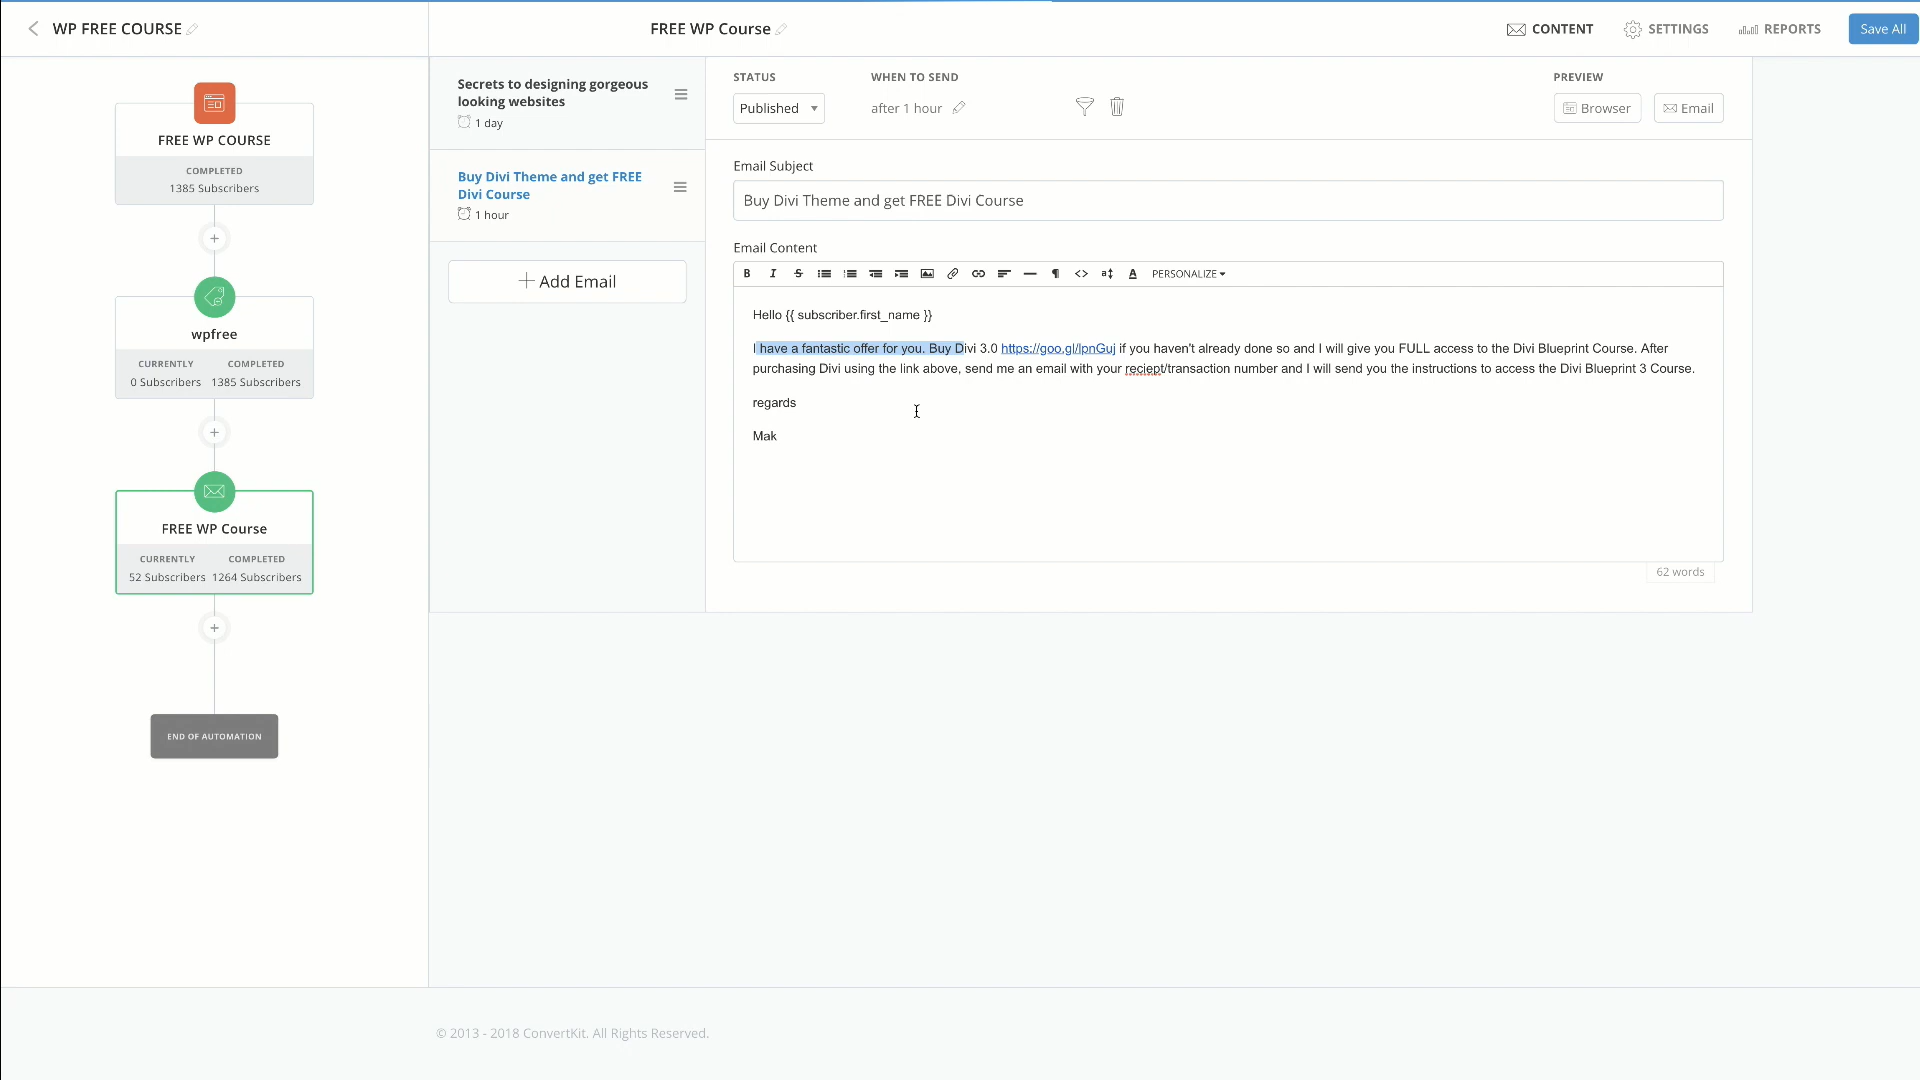 WP FREE COURSE
FREE WP Course
CONTENT
SETTINGS
REPORTS
Save All
FREE WP COURSE
COMPLETED
1385 Subscribers
wpfree
CURRENTLY COMPLETED
0 Subscribers 1385 Subscribers
FREE WP Course
CURRENTLY COMPLETED
52 Subscribers 1264 Subscribers
END OF AUTOMATION
Secrets to designing gorgeous
looking websites
1 day
Buy Divi Theme and get FREE
Divi Course
1 hour
+ Add Email
STATUS
Published
WHEN TO SEND
after 1 hour
PREVIEW
Browser
Email
Email Subject
Buy Divi Theme and get FREE Divi Course
Email Content
B I S A PERSONALIZE
Hello {{ subscriber.first_name }}
I have a fantastic offer for you. Buy Divi 3.0 https://goo.gl/lpnGuj if you haven't already done so and I will give you FULL access to the Divi Blueprint Course. After
purchasing Divi using the link above, send me an email with your reciept/transaction number and I will send you the instructions to access the Divi Blueprint 3 Course.
regards
Mak
62 words
© 2013 - 2018 ConvertKit. All Rights Reserved.